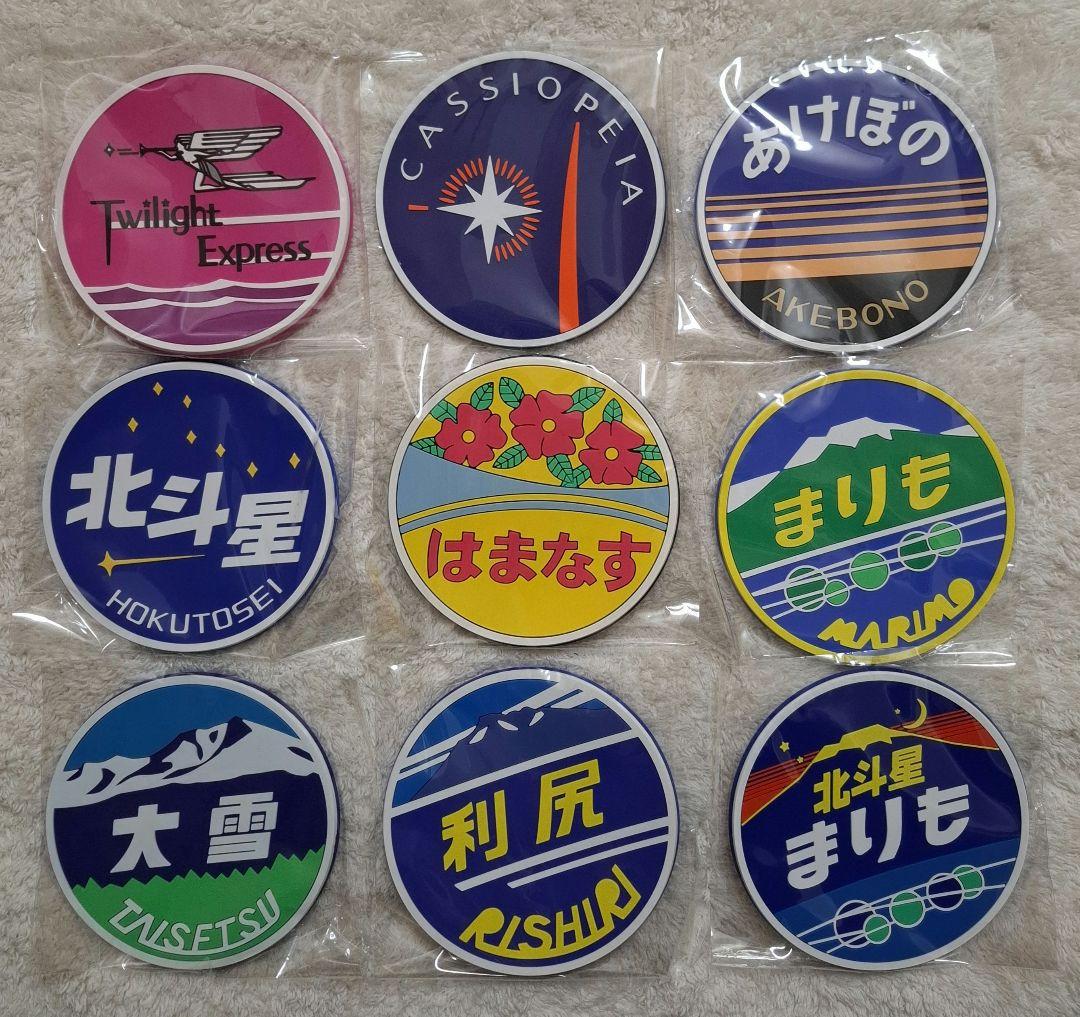 Twilight
Express
CASSIOPEIA
あけぼの
AKEBONO
北斗星
HOKUTOSEI
はまなす
まりも
MARIMO
大雪
TAISETSU
利尻
RISHIRI
北斗星
まりも